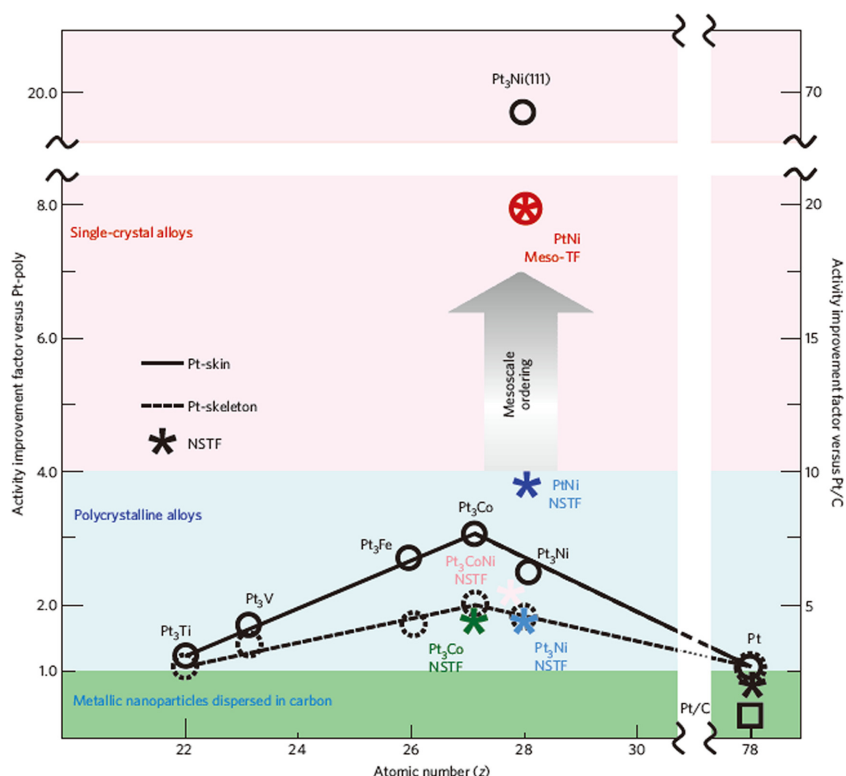 Pt3Ni(111)
20.0
70
8.0
20
Single-crystal alloys
PtNi
Meso-TF
Activity improvement factor versus Pt-poly
Activity improvement factor versus Pt/C
6.0
15
Pt-skin
Mesoscale
ordering
Pt-skeleton
NSTF
4.0
10
PtNi
NSTF
Polycrystalline alloys
Pt3Co
Pt3Fe
Pt3Ni
Pt3CoNi
NSTF
Pt3V
2.0
5
Pt3Ti
Pt
Pt3Co
NSTF
Pt3Ni
NSTF
1.0
Metallic nanoparticles dispersed in carbon
Pt/C
22
24
26
28
30
78
Atomic number (z)